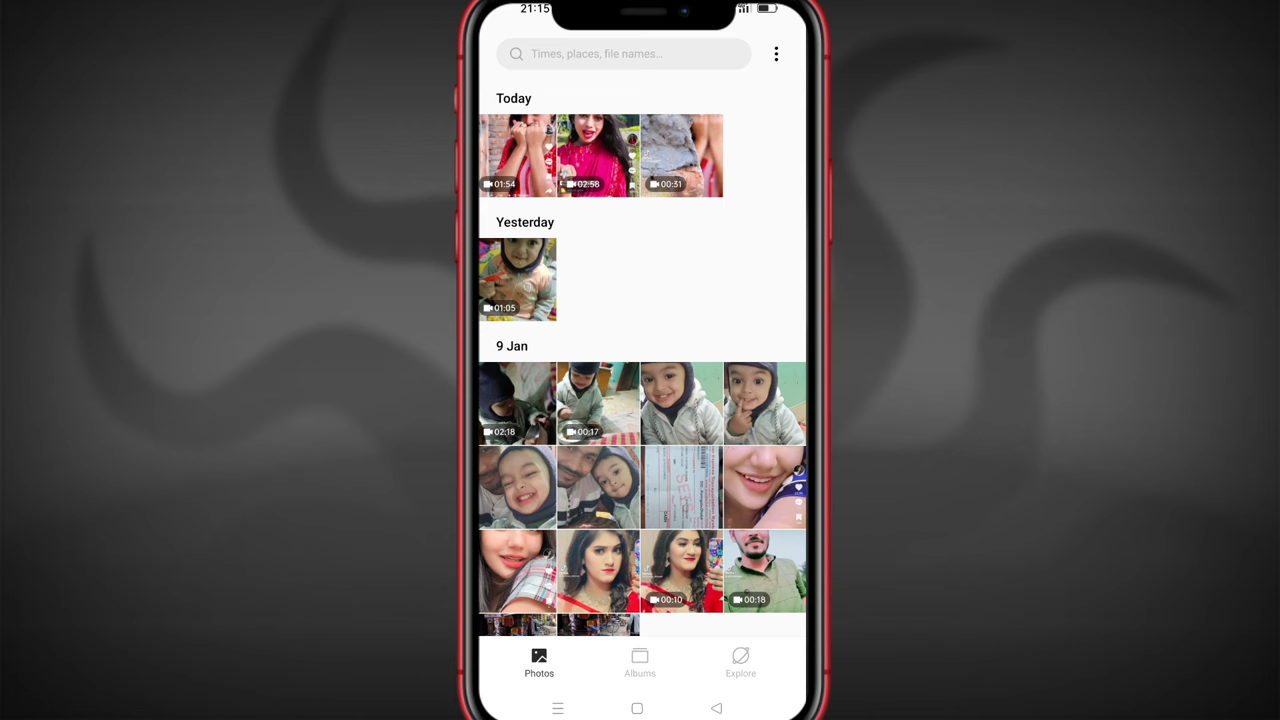 21:15
Times, places, file names...
Today
01:54
02:58
00:31
Yesterday
01:05
9 Jan
02:18
00:17
00:10
00:18
Photos
Albums
Explore